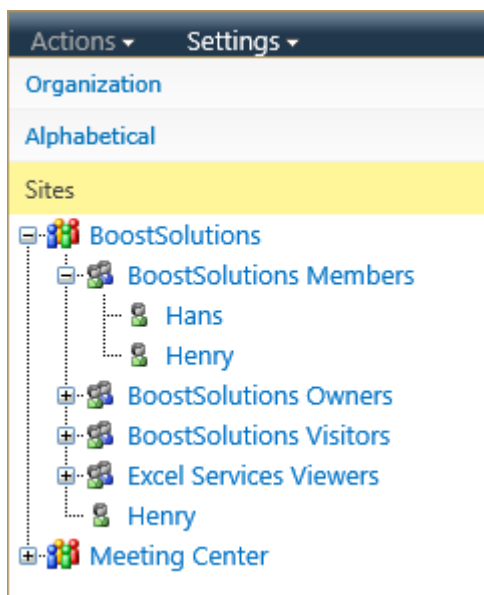 Actions Settings
Organization
Alphabetical
Sites
BoostSolutions
BoostSolutions Members
Hans
Henry
BoostSolutions Owners
BoostSolutions Visitors
Excel Services Viewers
Henry
Meeting Center